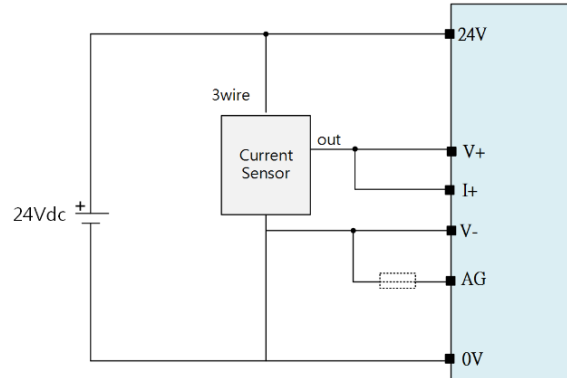 24V
3wire
out
V+
Current
Sensor
I+
24Vdc
+
V-
AG
0V